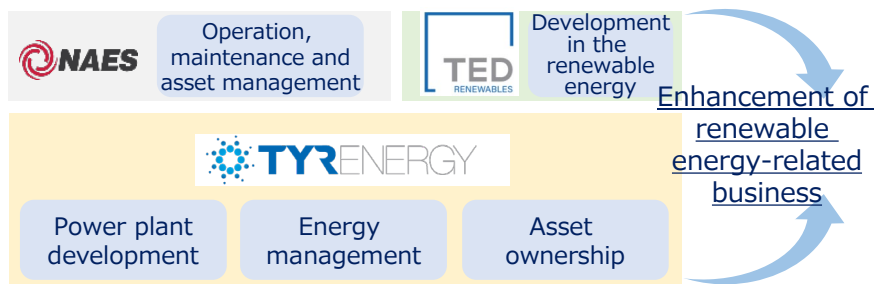 NAES
Operation,
maintenance and
asset management
TED
RENEWABLES
Development
in the
renewable
energy
Enhancement of
renewable
energy-related
business
TYRENERGY
Power plant
development
Energy
management
Asset
ownership